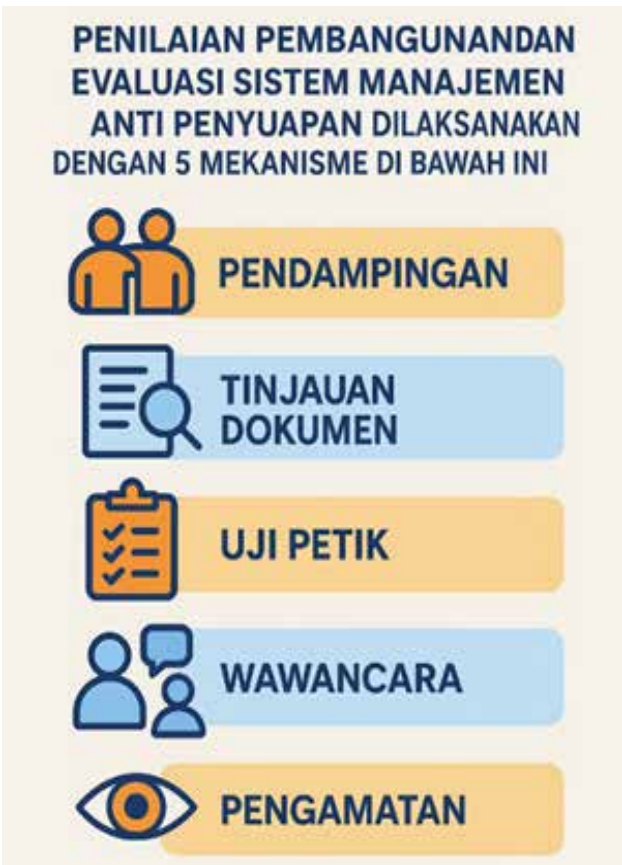 PENILAIAN PEMBANGUNANDAN
EVALUASI SISTEM MANAJEMEN
ANTI PENYUAPAN DILAKSANAKAN
DENGAN 5 MEKANISME DI BAWAH INI
PENDAMPINGAN
TINJAUAN
DOKUMEN
UJI PETIK
WAWANCARA
PENGAMATAN